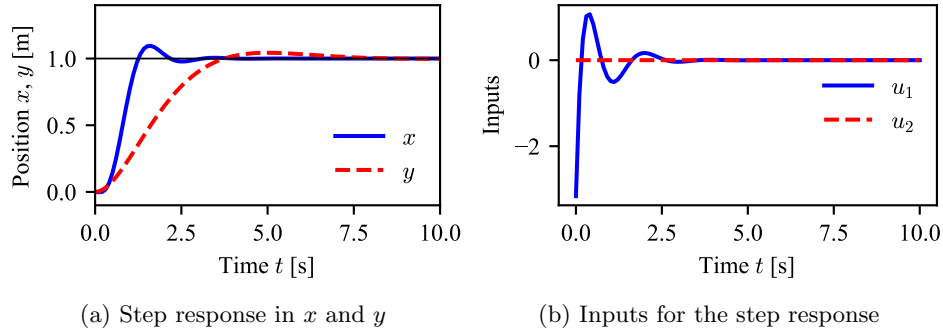 Position x, y [m]
1.0
0.5
0.0
x
y
0.0 2.5 5.0 7.5 10.0
Time t [s]
(a) Step response in x and y
Inputs
0
−2
u₁
u₂
0.0 2.5 5.0 7.5 10.0
Time t [s]
(b) Inputs for the step response